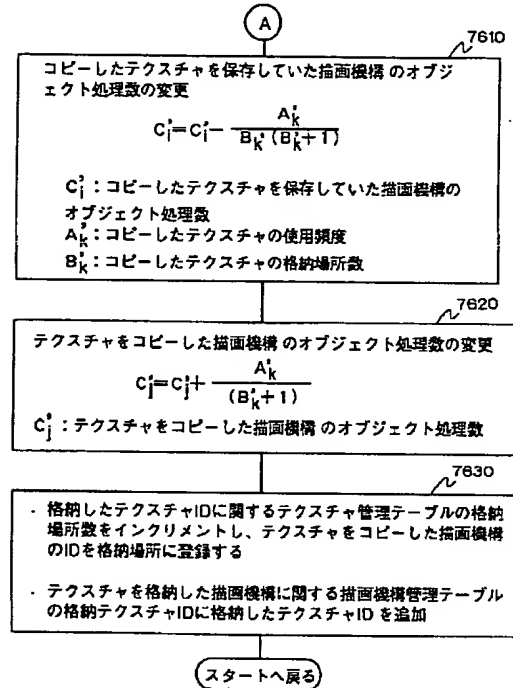 A
7610
コピーしたテクスチャを保存していた描画機構 のオブジ
ェクト処理数の変更
C'i=C'i− A'k / B'k (B'k+1)
C'i：コピーしたテクスチャを保存していた描画機構の
オブジェクト処理数
A'k：コピーしたテクスチャの使用頻度
B'k：コピーしたテクスチャの格納場所数
7620
テクスチャをコピーした描画機構 のオブジェクト処理数の変更
C'j=C'j+ A'k / (B'k+1)
C'j：テクスチャをコピーした描画機構 のオブジェクト処理数
7630
・ 格納したテクスチャIDに関するテクスチャ管理テーブルの格納
場所数をインクリメントし、テクスチャをコピーした描画機構
のIDを格納場所に登録する
・ テクスチャを格納した描画機構に関する描画機構管理テーブル
の格納テクスチャIDに格納したテクスチャID を追加
スタートへ戻る